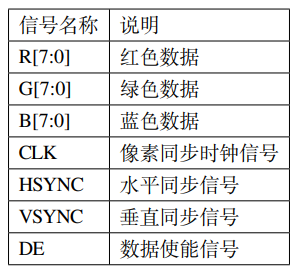 信号名称 说明
R[7:0] 红色数据
G[7:0] 绿色数据
B[7:0] 蓝色数据
CLK 像素同步时钟信号
HSYNC 水平同步信号
VSYNC 垂直同步信号
DE 数据使能信号